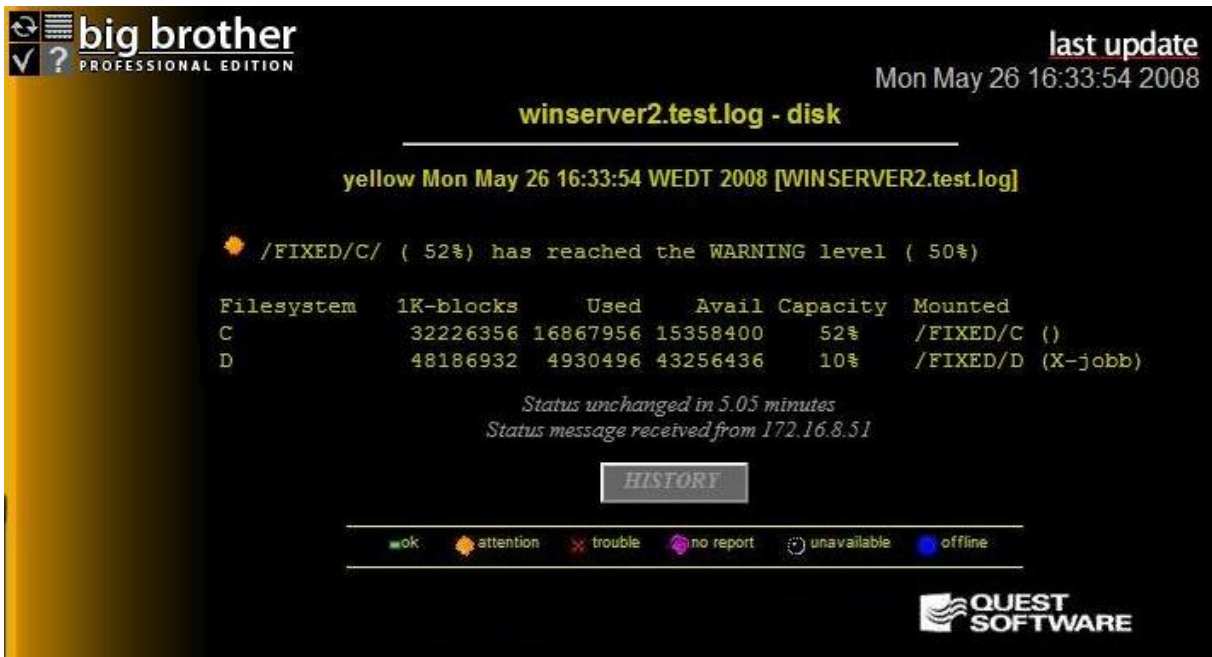 big brother
PROFESSIONAL EDITION
?
last update
Mon May 26 16:33:54 2008
winserver2.test.log - disk
yellow Mon May 26 16:33:54 WEDT 2008 [WINSERVER2.test.log]
/FIXED/C/ ( 52%) has reached the WARNING level ( 50%)
Filesystem 1K-blocks Used Avail Capacity Mounted
C 32226356 16867956 15358400 52% /FIXED/C ()
D 48186932 4930496 43256436 10% /FIXED/D (X-jobb)
Status unchanged in 5.05 minutes
Status message received from 172.16.8.51
HISTORY
ok attention trouble no report unavailable offline
QUEST
SOFTWARE